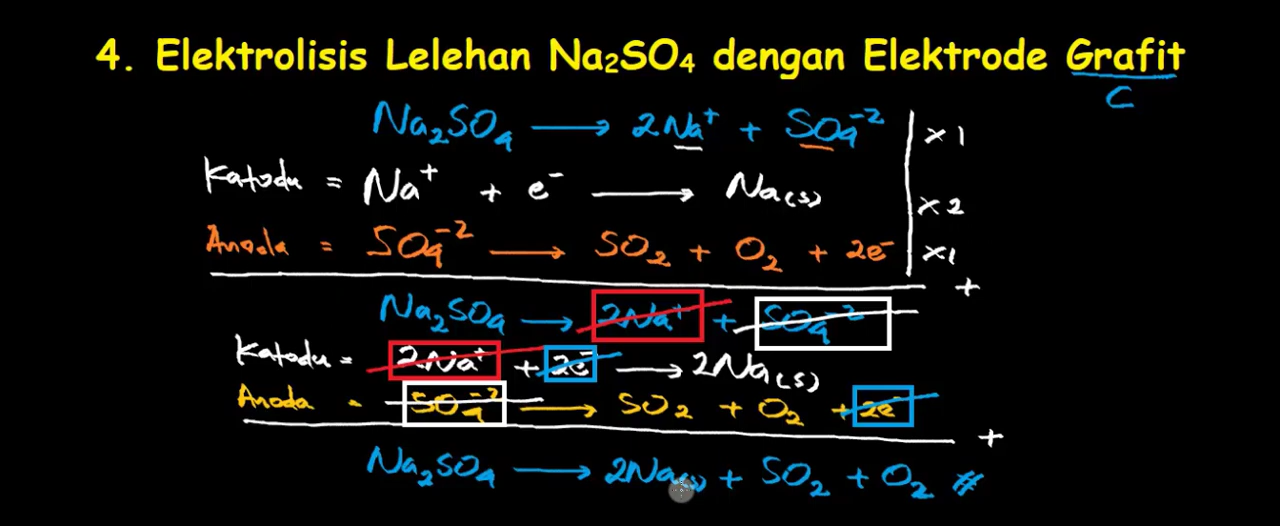 4. Elektrolisis Lelehan Na₂SO₄ dengan Elektrode Grafit
C
Na₂SO₄ → 2Na⁺ + SO₄⁻² | x1
Katoda = Na⁺ + e⁻ → Na(s) | x2
Anoda = SO₄⁻² → SO₂ + O₂ + 2e⁻ | x1
+
Na₂SO₄ → 2Na⁺ + SO₄⁻²
Katoda = 2Na⁺ + 2e⁻ → 2Na(s)
Anoda = SO₄⁻² → SO₂ + O₂ + 2e⁻
+
Na₂SO₄ → 2Na(s) + SO₂ + O₂ #